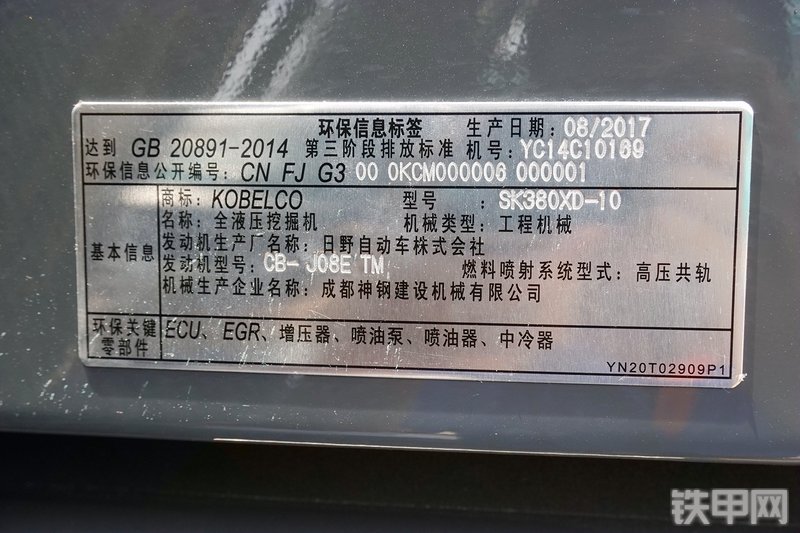 环保信息标签 生产日期: 08/2017
达到 GB 20891-2014 第三阶段排放标准 机号: YC14C10169
环保信息公开编号: CN FJ G3 00 0KCM000006 000001
商标: KOBELCO 型号: SK380XD-10
名称: 全液压挖掘机 机械类型: 工程机械
基本信息
发动机生产厂名称: 日野自动车株式会社
发动机型号: CB- J08E TM 燃料喷射系统型式: 高压共轨
机械生产企业名称: 成都神钢建设机械有限公司
环保关键零部件
ECU、EGR、增压器、喷油泵、喷油器、中冷器
YN20T02909P1
铁甲网